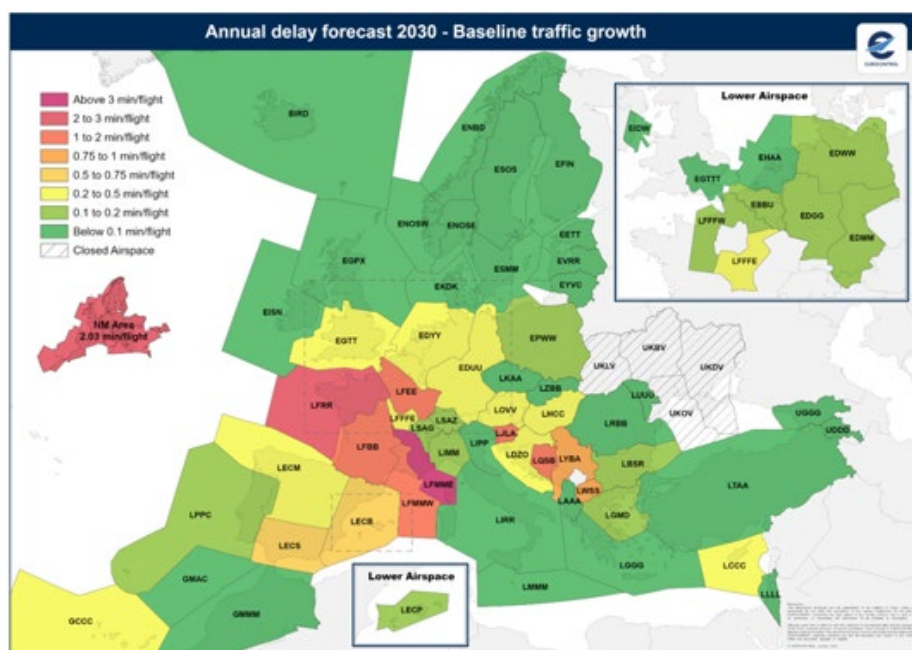 Annual delay forecast 2030 - Baseline traffic growth
EUROCONTROL
Above 3 min/flight
2 to 3 min/flight
1 to 2 min/flight
0.75 to 1 min/flight
0.5 to 0.75 min/flight
0.2 to 0.5 min/flight
0.1 to 0.2 min/flight
Below 0.1 min/flight
Closed Airspace
NM Area
2.03 min/flight
Lower Airspace
EIDW
EGTTT
EHAA
EDWW
LFFFW
EBBU
EDGG
EDMM
LFFFE
BIRD
ENBD
ESOS
EFIN
ENOSW
ENOSE
EETT
EGPX
EVRR
ESMM
EKDK
EYVC
EISN
EGTT
EDYY
EPWW
EDUU
UKLV
UKBV
UKDV
LKAA
LZBB
UKOV
LUUU
LFRR
LFEE
LFFFE
LOVV
LHCC
LSAG
LSAZ
LRBB
UGGG
UDDD
LFBB
LIMM
LIPP
LJLA
LDZO
LQSB
LYBA
LBSR
LECM
LFMME
LWSS
LTAA
LPPC
LFMMW
LAAA
LGMD
LECB
LIRR
LECS
LGGG
LCCC
GMAC
LMMM
LLLL
GCCC
GMMM
Lower Airspace
LECP